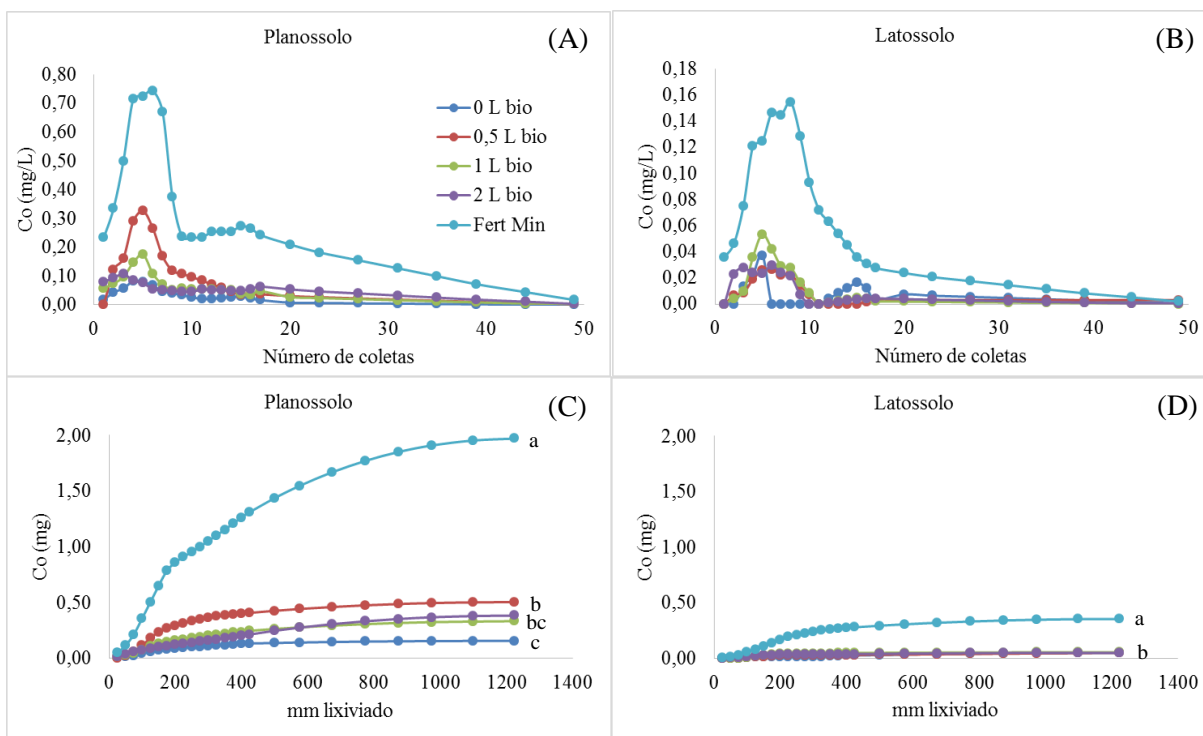 Planossolo
(A)
Co (mg/L)
0,80
0,70
0,60
0,50
0,40
0,30
0,20
0,10
0,00
0 10 20 30 40 50
Número de coletas
0 L bio
0,5 L bio
1 L bio
2 L bio
Fert Min
Latossolo
(B)
Co (mg/L)
0,18
0,16
0,14
0,12
0,10
0,08
0,06
0,04
0,02
0,00
0 10 20 30 40 50
Número de coletas
Planossolo
(C)
Co (mg)
2,00
1,50
1,00
0,50
0,00
0 200 400 600 800 1000 1200 1400
mm lixiviado
a
b
bc
c
Latossolo
(D)
Co (mg)
2,00
1,50
1,00
0,50
0,00
0 200 400 600 800 1000 1200 1400
mm lixiviado
a
b